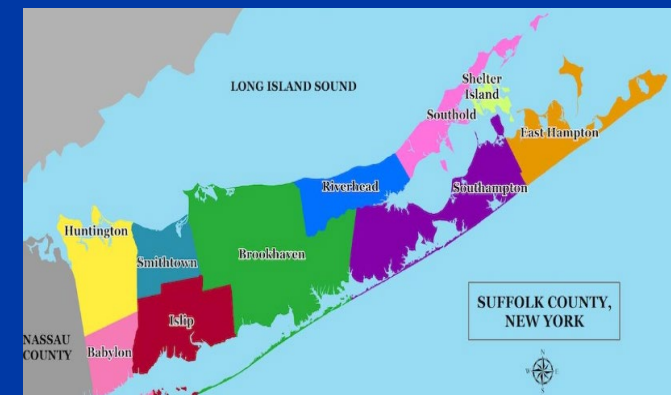 LONG ISLAND SOUND
Shelter
Island
Southold
East Hampton
Riverhead
Southampton
Huntington
Smithtown
Brookhaven
Islip
Babylon
NASSAU
COUNTY
SUFFOLK COUNTY,
NEW YORK
N
W
E
S